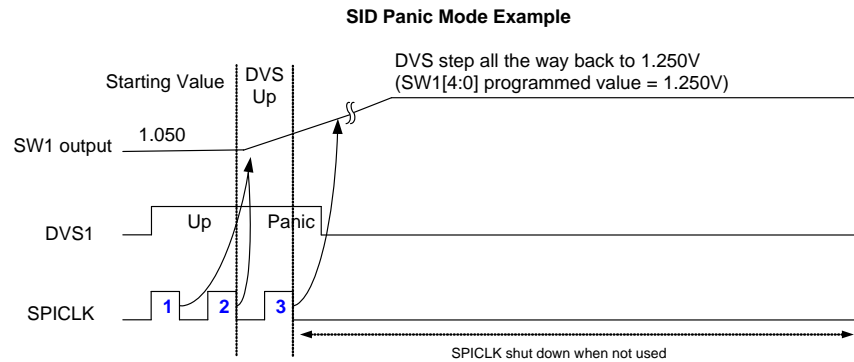 SID Panic Mode Example
DVS step all the way back to 1.250V
(SW1[4:0] programmed value = 1.250V)
Starting Value
DVS
Up
1.050
SW1 output
Up
Panic
DVS1
1
2
3
SPICLK
SPICLK shut down when not used